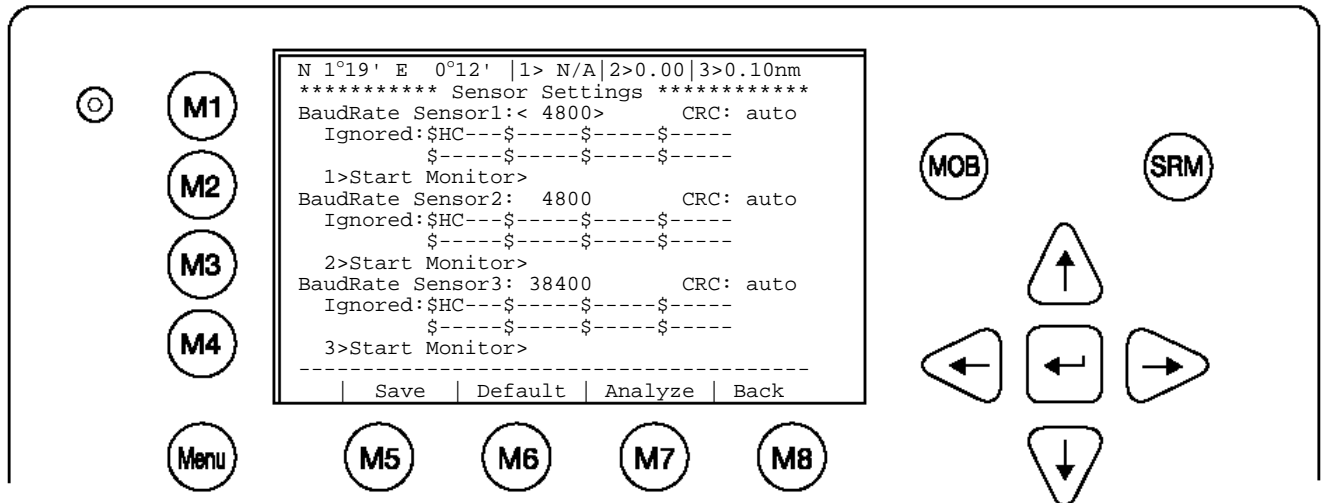 N 1°19' E  0°12' |1> N/A|2>0.00|3>0.10nm
*********** Sensor Settings ************
BaudRate Sensor1:< 4800>      CRC: auto
  Ignored:$HC---$-----$-----$-----
          $-----$-----$-----$-----
  1>Start Monitor>
BaudRate Sensor2:  4800       CRC: auto
  Ignored:$HC---$-----$-----$-----
          $-----$-----$-----$-----
  2>Start Monitor>
BaudRate Sensor3: 38400       CRC: auto
  Ignored:$HC---$-----$-----$-----
          $-----$-----$-----$-----
  3>Start Monitor>
----------------------------------------
| Save | Default | Analyze | Back
M1
M2
M3
M4
Menu
M5
M6
M7
M8
MOB
SRM